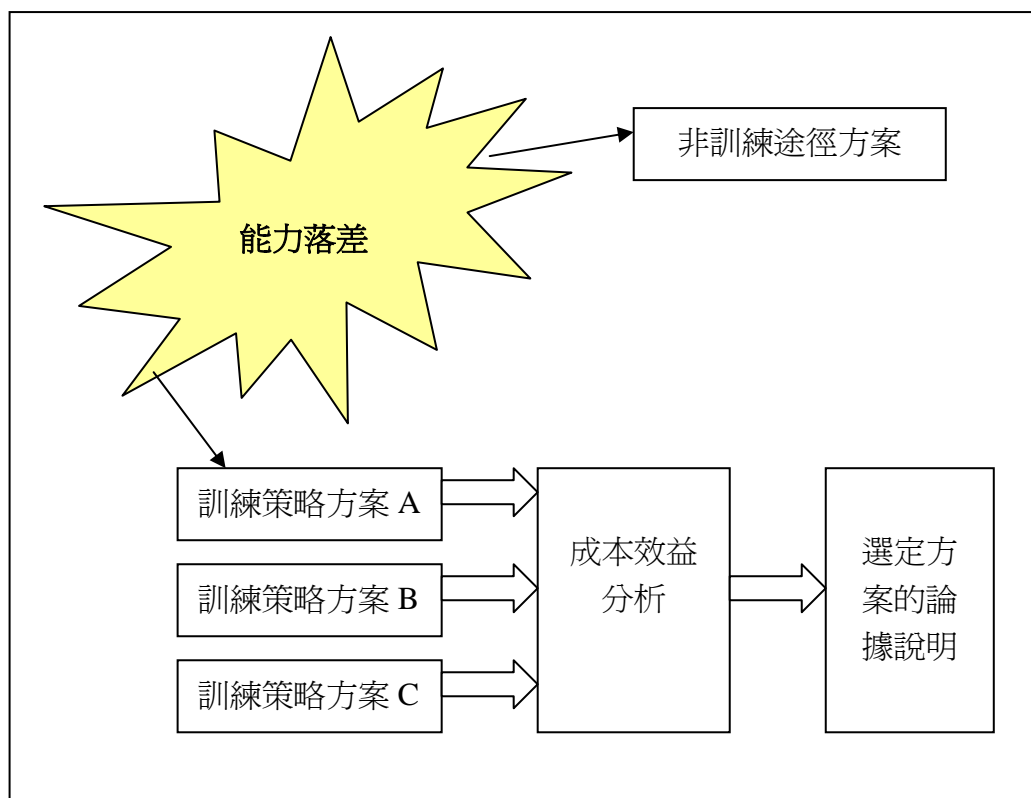 非訓練途徑方案
能力落差
訓練策略方案 A
訓練策略方案 B
訓練策略方案 C
成本效益
分析
選定方
案的論
據說明